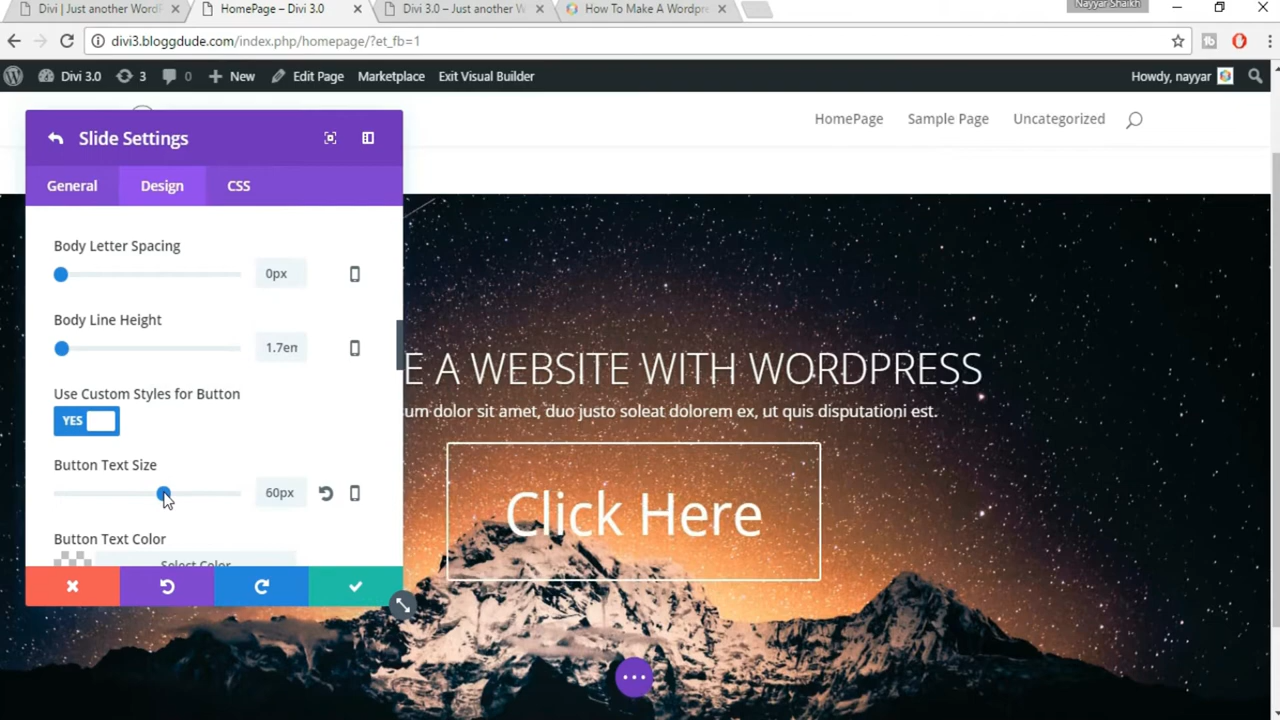 Divi | Just another WordP
HomePage – Divi 3.0
Divi 3.0 – Just another W
How To Make A Wordpre
Nayyar Shaikh
divi3.bloggdude.com/index.php/homepage/?et_fb=1
Divi 3.0
3
0
New
Edit Page
Marketplace
Exit Visual Builder
Howdy, nayyar
Slide Settings
HomePage
Sample Page
Uncategorized
General
Design
CSS
Body Letter Spacing
0px
Body Line Height
1.7em
E A WEBSITE WITH WORDPRESS
Use Custom Styles for Button
um dolor sit amet, duo justo soleat dolorem ex, ut quis disputationi est.
YES
Button Text Size
60px
Click Here
Button Text Color
Select Color